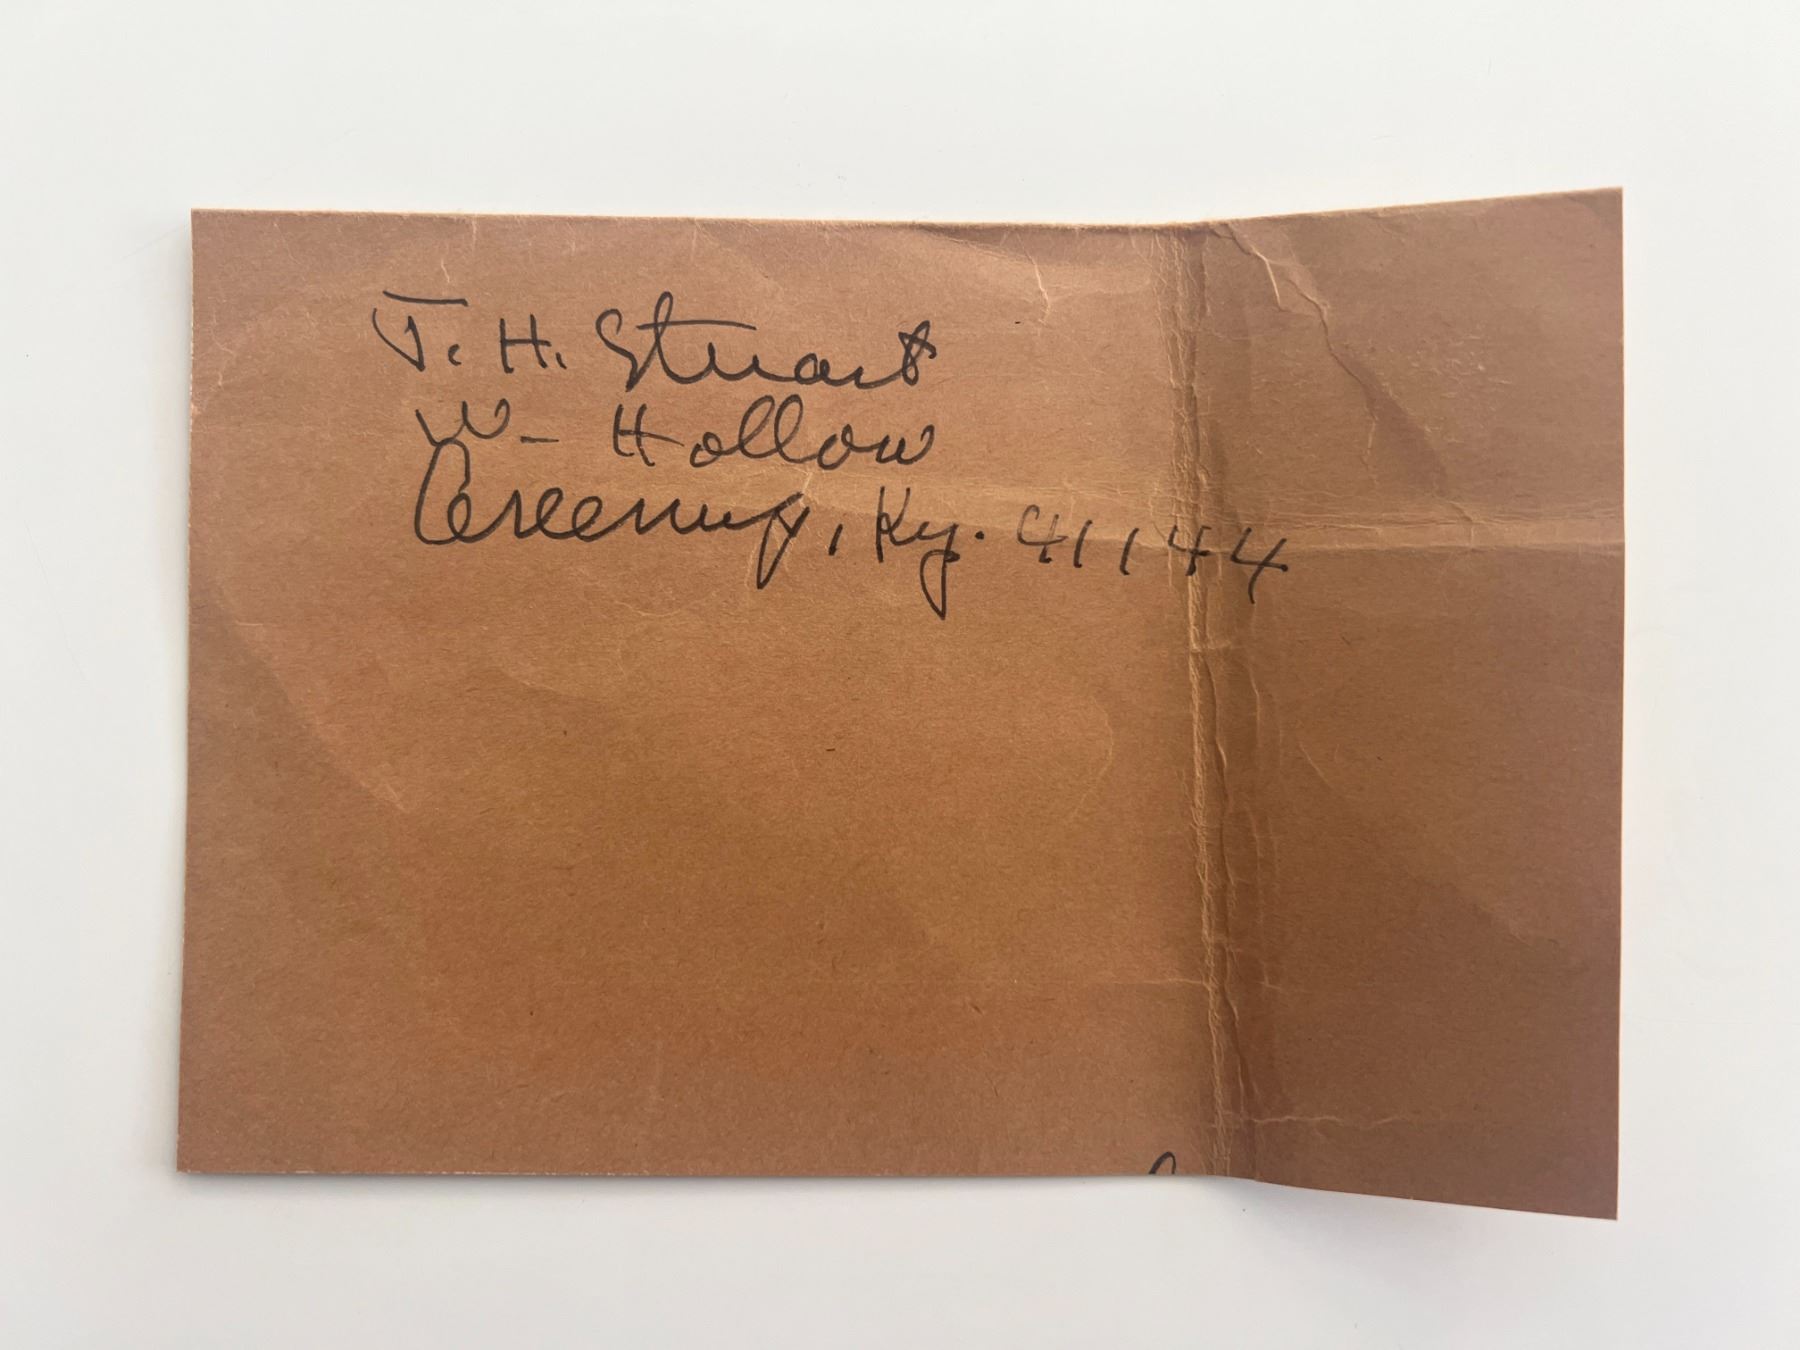 J. H. Stuart
W- Hollow
Greenup, Ky. 41144